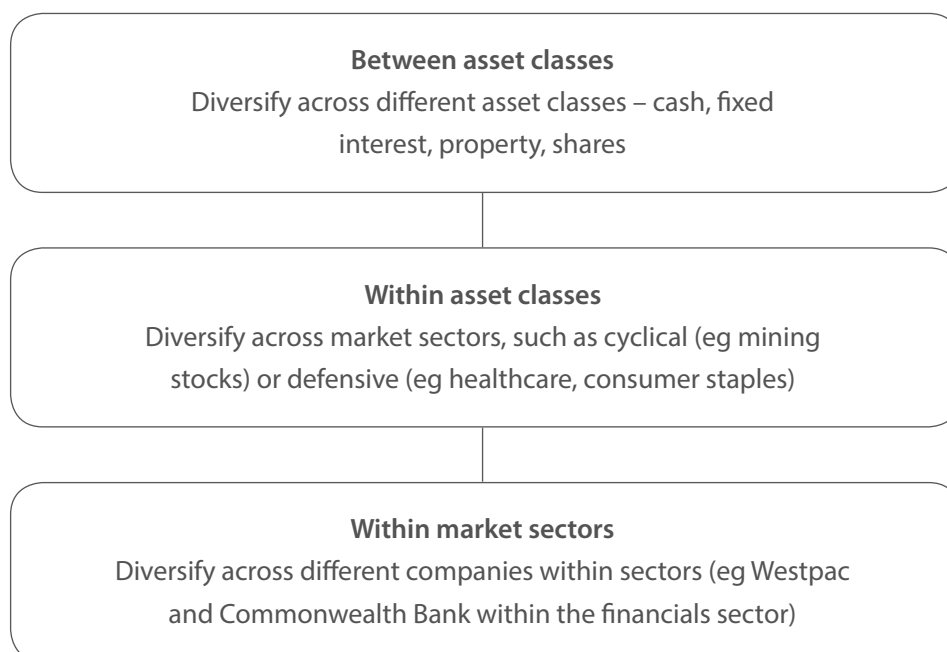 Between asset classes
Diversify across different asset classes – cash, fixed
interest, property, shares
Within asset classes
Diversify across market sectors, such as cyclical (eg mining
stocks) or defensive (eg healthcare, consumer staples)
Within market sectors
Diversify across different companies within sectors (eg Westpac
and Commonwealth Bank within the financials sector)